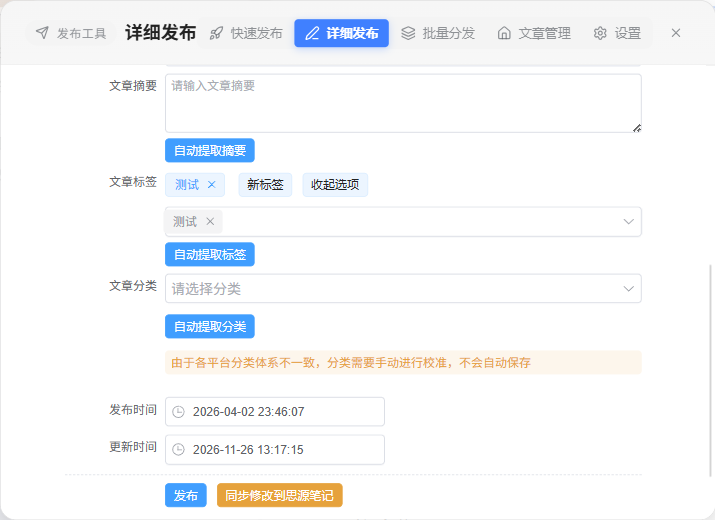 发布工具 详细发布 快速发布 详细发布 批量分发 文章管理 设置
文章摘要 请输入文章摘要
自动提取摘要
文章标签 测试 新标签 收起选项
测试
自动提取标签
文章分类 请选择分类
自动提取分类
由于各平台分类体系不一致，分类需要手动进行校准，不会自动保存
发布时间 2026-04-02 23:46:07
更新时间 2026-11-26 13:17:15
发布 同步修改到思源笔记